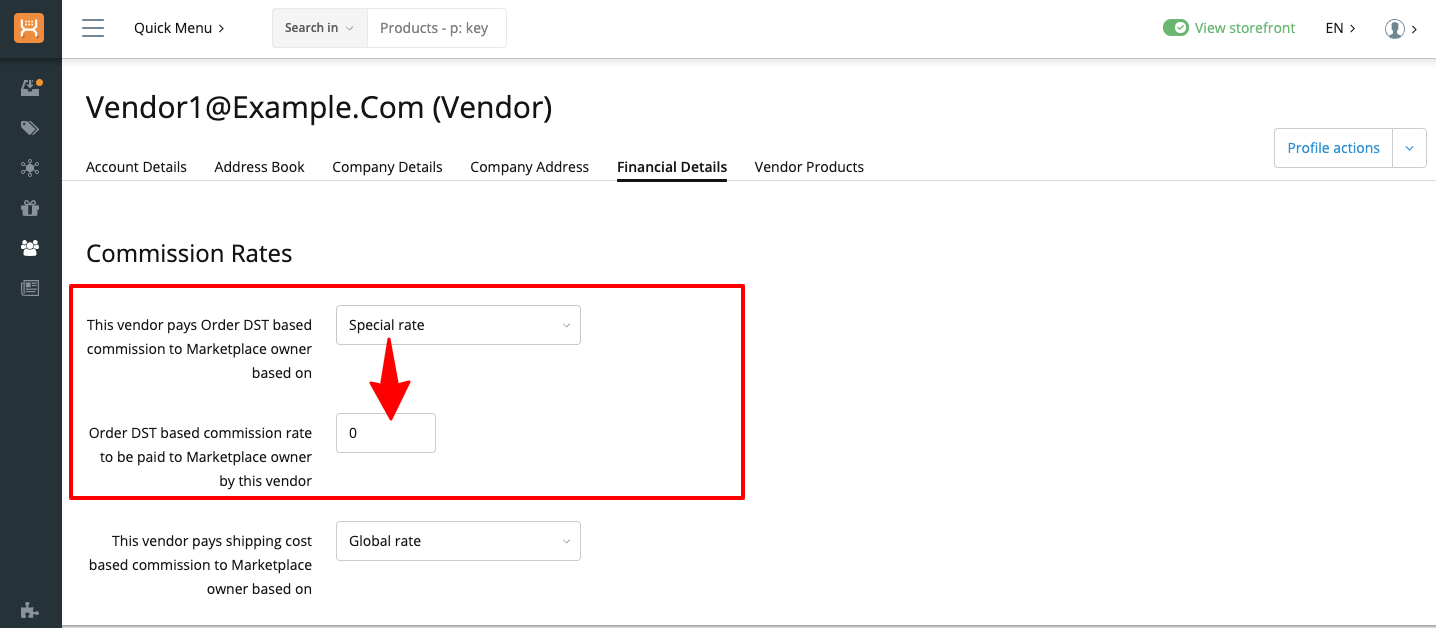 Quick Menu
Search in
Products - p: key
View storefront
EN
Vendor1@Example.Com (Vendor)
Profile actions
Account Details
Address Book
Company Details
Company Address
Financial Details
Vendor Products
Commission Rates
This vendor pays Order DST based
commission to Marketplace owner
based on
Special rate
Order DST based commission rate
to be paid to Marketplace owner
by this vendor
0
This vendor pays shipping cost
based commission to Marketplace
owner based on
Global rate